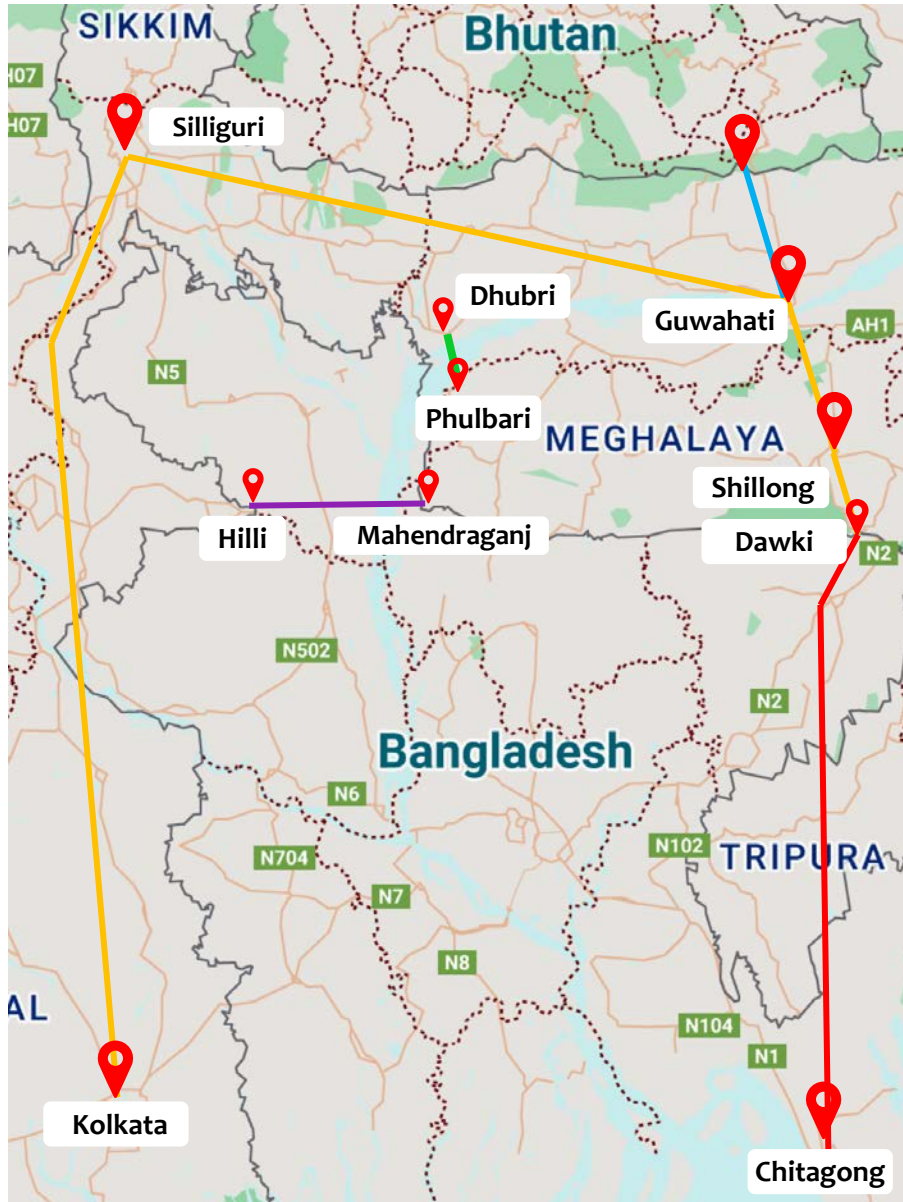 SIKKIM
Bhutan
H07
Silliguri
H07
Dhubri
Guwahati
AH1
N5
Phulbari
MEGHALAYA
Shillong
Hilli
Mahendraganj
Dawki
N2
N502
N2
Bangladesh
N6
N102
N704
TRIPURA
N7
N8
AL
N104
N1
Kolkata
Chitagong